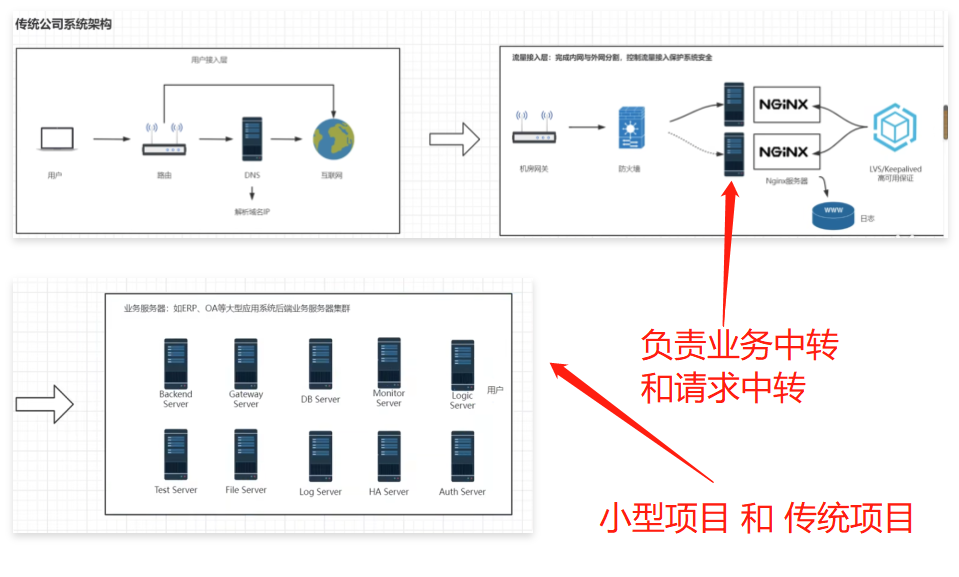 传统公司系统架构
用户接入层
用户
路由
DNS
互联网
解析域名IP
流量接入层：完成内网与外网分割、控制流量接入保护系统安全
机房网关
防火墙
NGINX
NGINX
Nginx服务器
LVS/Keepalived
高可用保证
WWW
日志
业务服务器：如ERP、OA等大型应用系统后端业务服务器集群
Backend
Server
Gateway
Server
DB Server
Monitor
Server
Logic
Server
用户
Test Server
File Server
Log Server
HA Server
Auth Server
负责业务中转
和请求中转
小型项目 和 传统项目